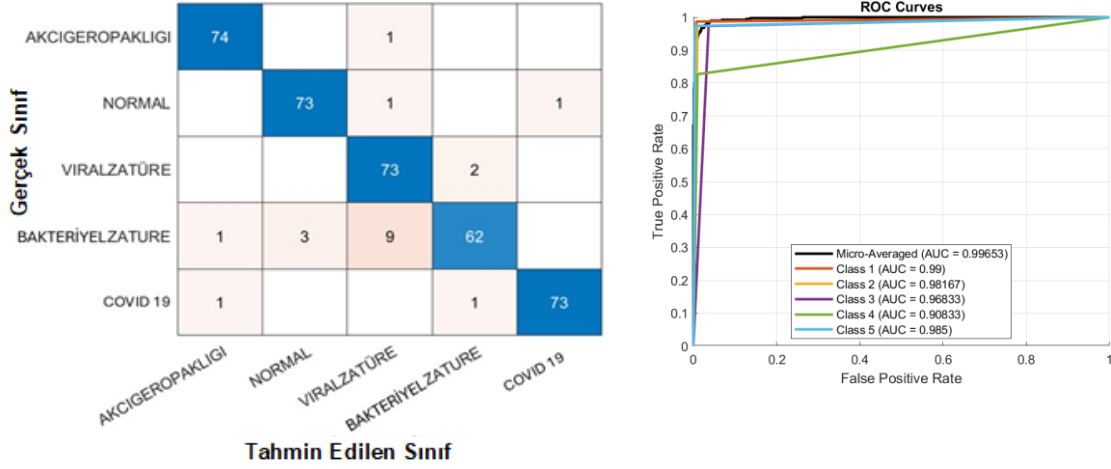 Gerçek Sınıf
AKCIGEROPAKLIGI
74
1
NORMAL
73
1
1
VIRALZATÜRE
73
2
BAKTERİYELZATURE
1
3
9
62
COVID 19
1
1
73
AKCIGEROPAKLIGI
NORMAL
VIRALZATÜRE
BAKTERİYELZATURE
COVID 19
Tahmin Edilen Sınıf
ROC Curves
True Positive Rate
1
0.9
0.8
0.7
0.6
0.5
0.4
0.3
0.2
0.1
0
Micro-Averaged (AUC = 0.99653)
Class 1 (AUC = 0.99)
Class 2 (AUC = 0.98167)
Class 3 (AUC = 0.96833)
Class 4 (AUC = 0.90833)
Class 5 (AUC = 0.985)
0
0.2
0.4
0.6
0.8
1
False Positive Rate